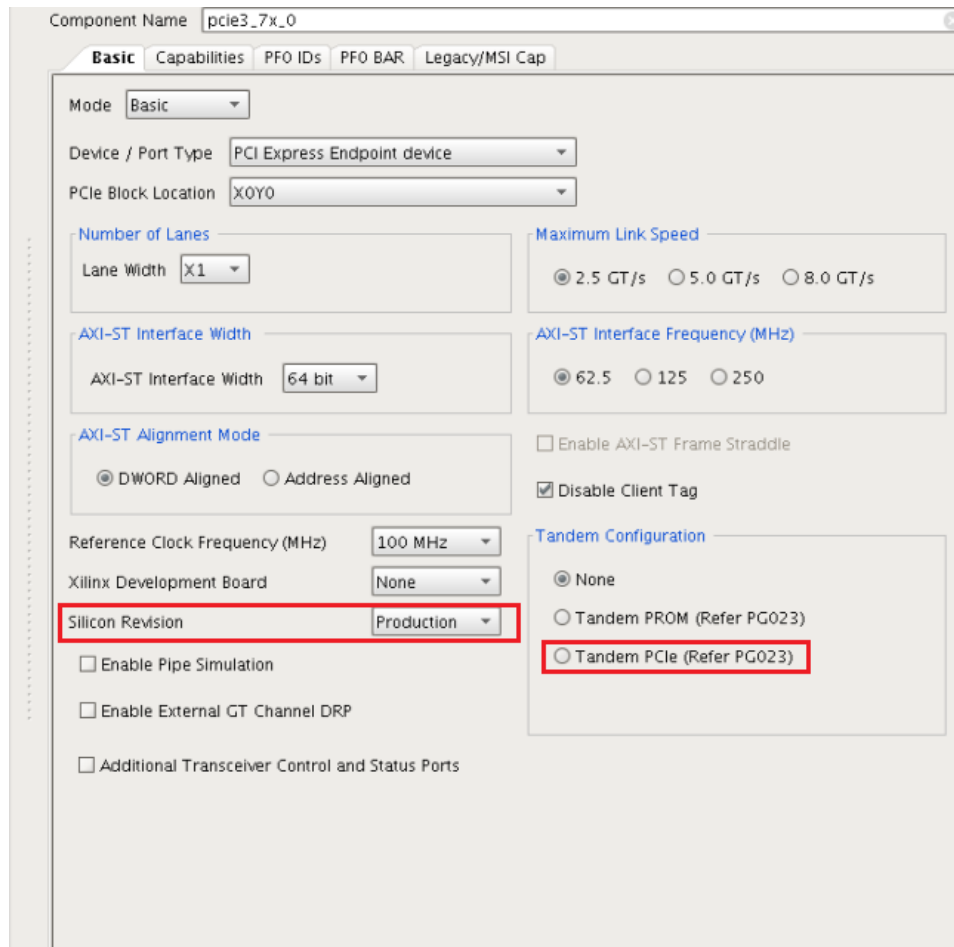 Component Name pcie3_7x_0
Basic Capabilities PF0 IDs PF0 BAR Legacy/MSI Cap
Mode Basic
Device / Port Type PCI Express Endpoint device
PCIe Block Location X0Y0
Number of Lanes
Lane Width X1
Maximum Link Speed
2.5 GT/s 5.0 GT/s 8.0 GT/s
AXI-ST Interface Width
AXI-ST Interface Width 64 bit
AXI-ST Interface Frequency (MHz)
62.5 125 250
AXI-ST Alignment Mode
DWORD Aligned Address Aligned
Enable AXI-ST Frame Straddle
Disable Client Tag
Reference Clock Frequency (MHz) 100 MHz
Xilinx Development Board None
Silicon Revision Production
Enable Pipe Simulation
Enable External GT Channel DRP
Additional Transceiver Control and Status Ports
Tandem Configuration
None
Tandem PROM (Refer PG023)
Tandem PCIe (Refer PG023)